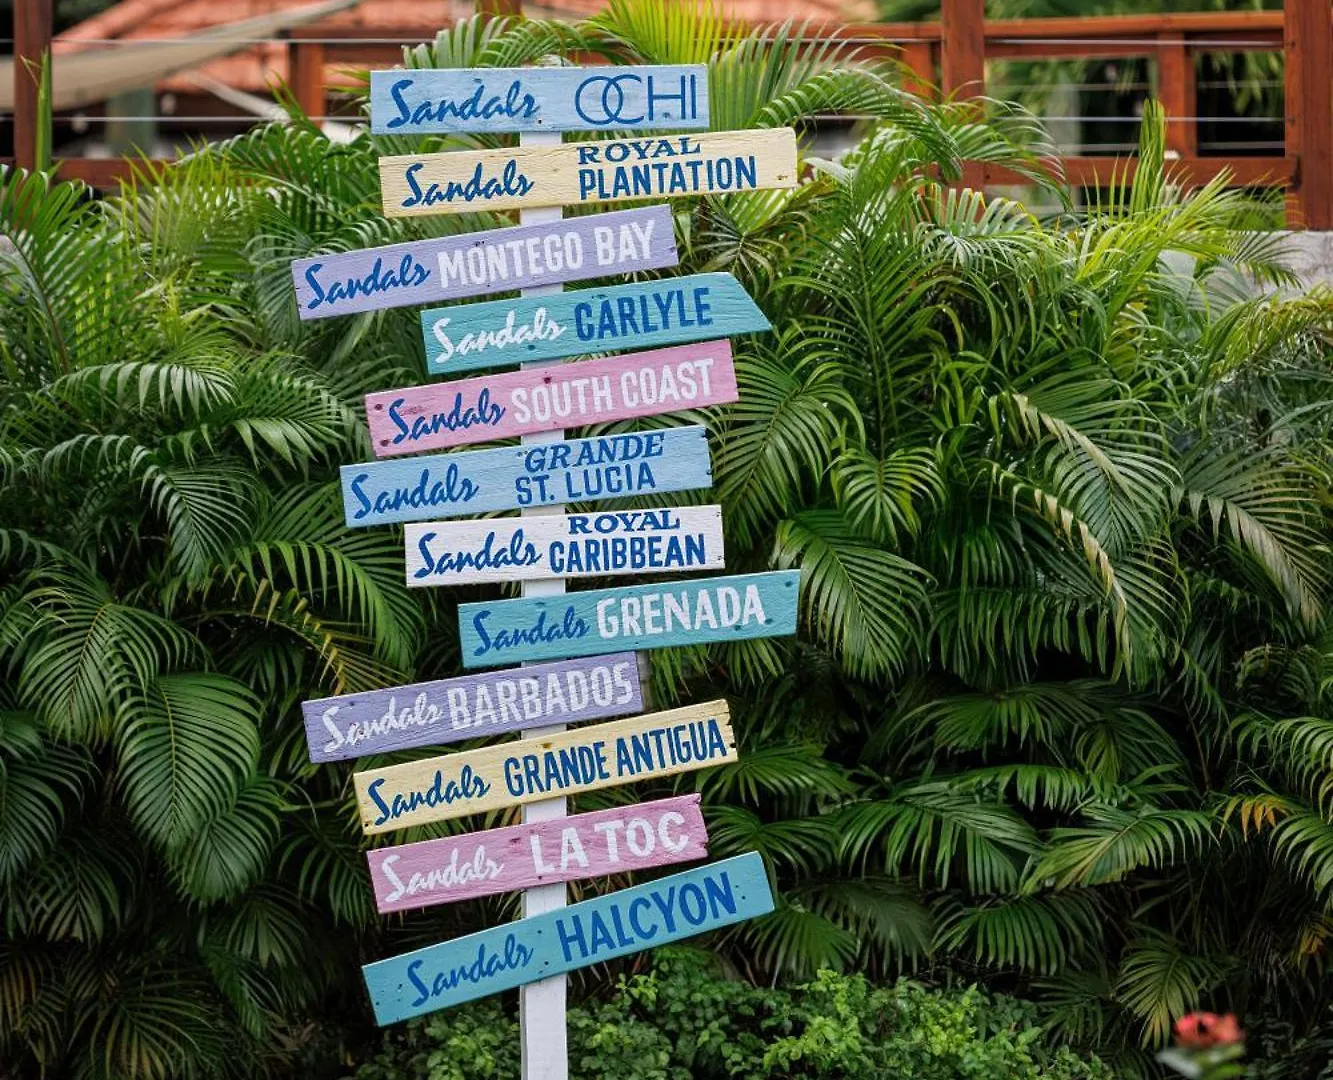 Sandals OCHI
Sandals ROYAL
PLANTATION
Sandals MONTEGO BAY
Sandals CARLYLE
Sandals SOUTH COAST
Sandals GRANDE
ST. LUCIA
Sandals ROYAL
CARIBBEAN
Sandals GRENADA
Sandals BARBADOS
Sandals GRANDE ANTIGUA
Sandals LA TOC
Sandals HALCYON